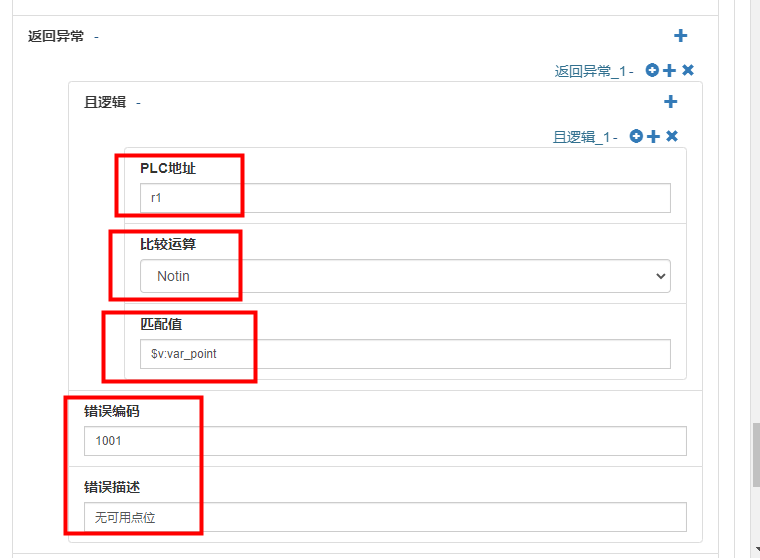 返回异常 -
返回异常_1 -
且逻辑 -
且逻辑_1 -
PLC地址
r1
比较运算
Notin
匹配值
$v:var_point
错误编码
1001
错误描述
无可用点位